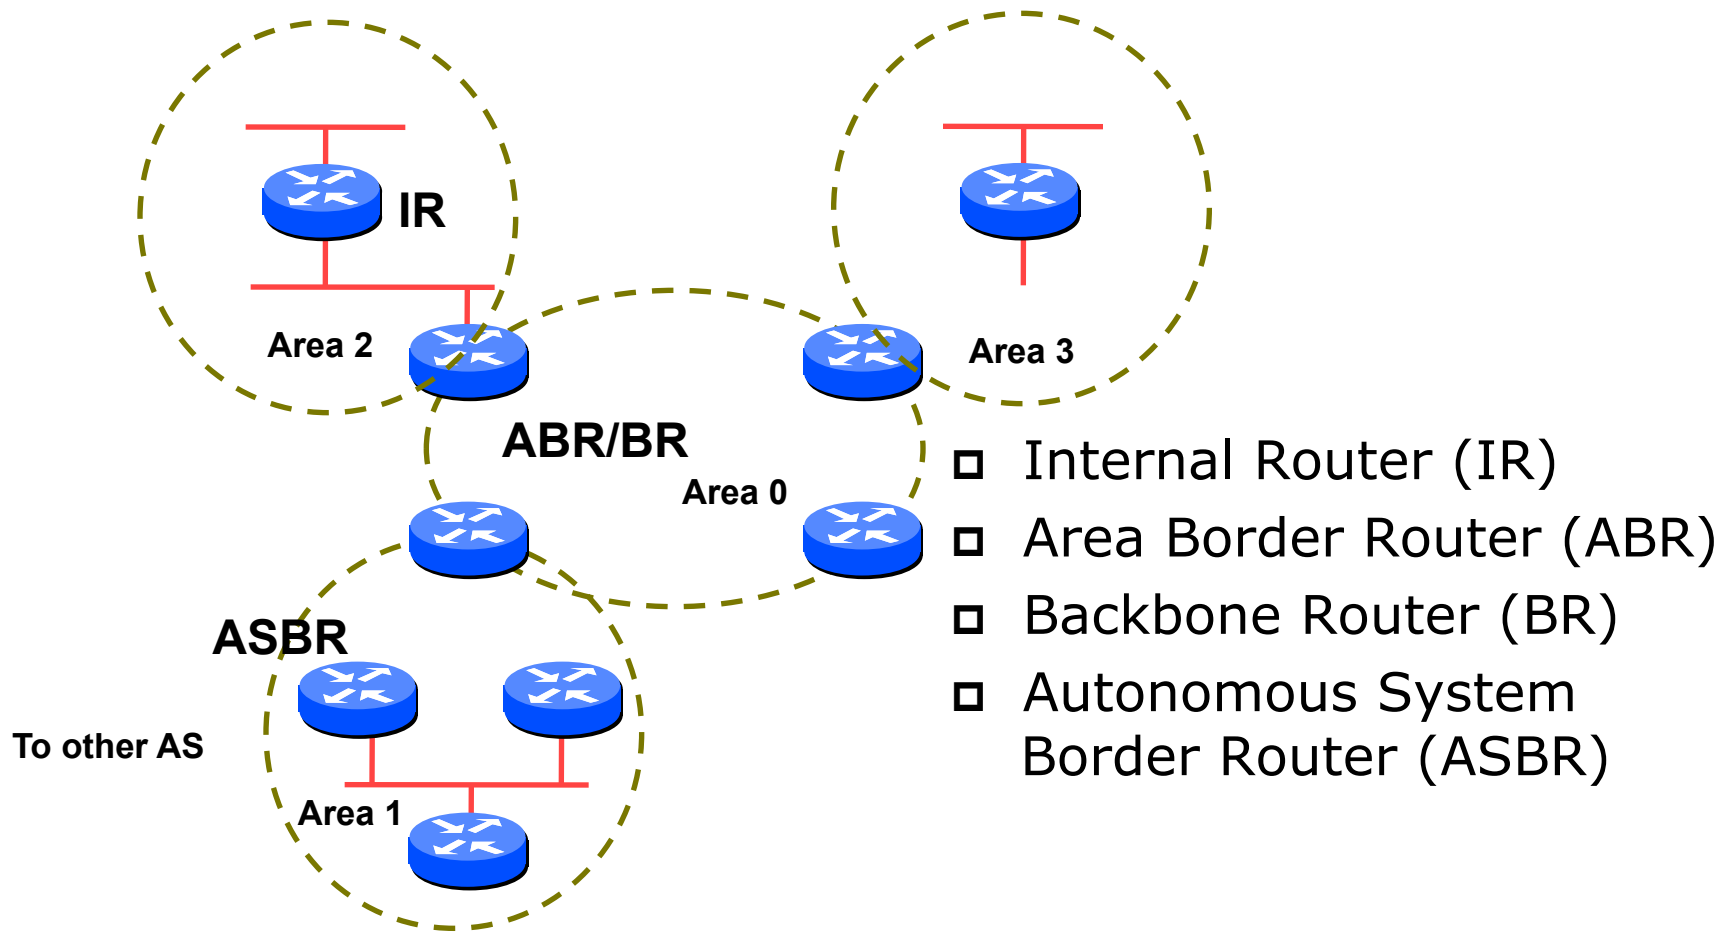 IR
Area 2
Area 3
ABR/BR
Area 0
ASBR
To other AS
Area 1
Internal Router (IR)
Area Border Router (ABR)
Backbone Router (BR)
Autonomous System
Border Router (ASBR)